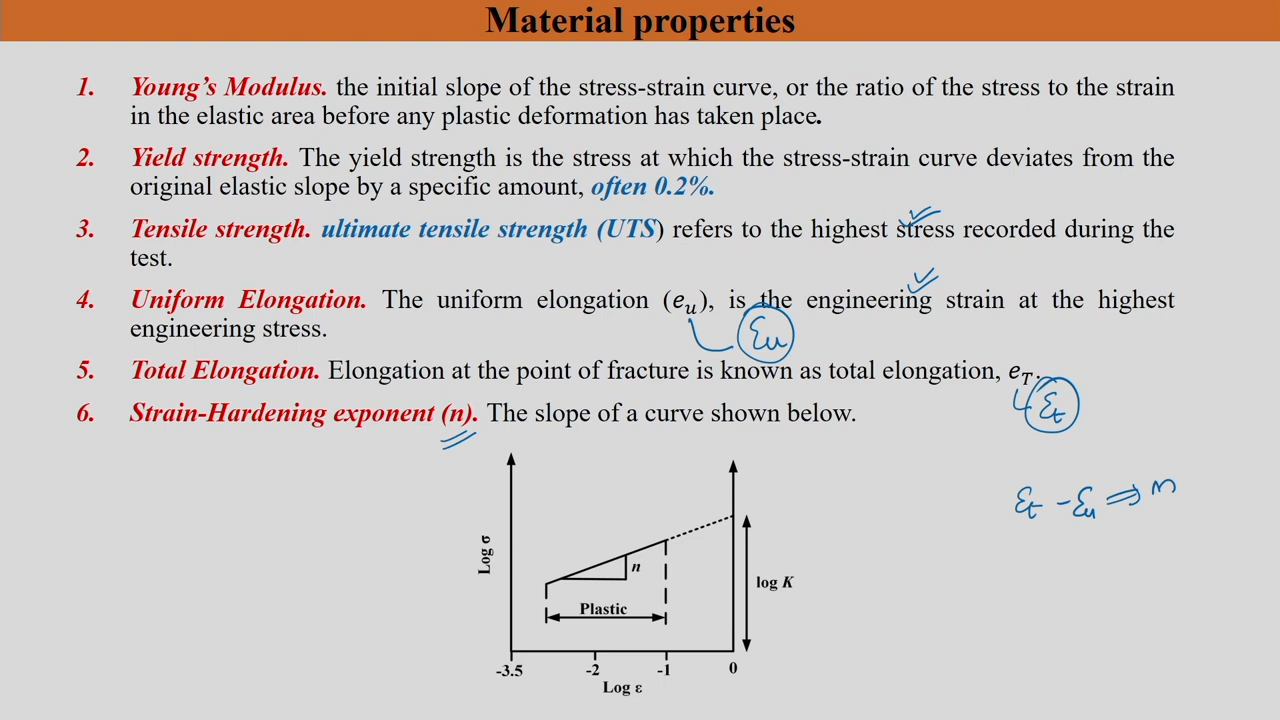 Material properties
1. Young's Modulus. the initial slope of the stress-strain curve, or the ratio of the stress to the strain
in the elastic area before any plastic deformation has taken place.
2. Yield strength. The yield strength is the stress at which the stress-strain curve deviates from the
original elastic slope by a specific amount, often 0.2%.
3. Tensile strength. ultimate tensile strength (UTS) refers to the highest stress recorded during the
test.
4. Uniform Elongation. The uniform elongation (eᵤ), is the engineering strain at the highest
engineering stress.
εᵤ
5. Total Elongation. Elongation at the point of fracture is known as total elongation, e_T.
εₜ
6. Strain-Hardening exponent (n). The slope of a curve shown below.
εₜ - εᵤ ⇒ n
Log σ
n
log K
Plastic
-3.5 -2 -1 0
Log ε